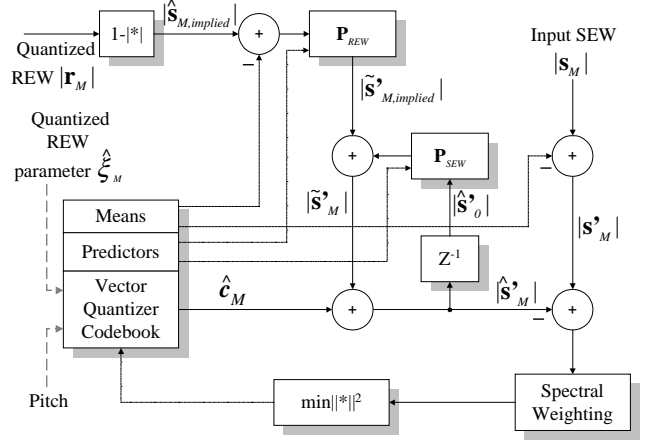 |ŝ_{M,implied}|
Quantized
REW |r_M|
1-|*|
+
−
P_{REW}
Input SEW
|s_M|
|s̃'_{M,implied}|
Quantized
REW
parameter ξ̂_M
+
P_{SEW}
+
−
Means
Predictors
Vector
Quantizer
Codebook
|s̃'_M|
|ŝ'_0|
|s'_M|
Z^{-1}
ĉ_M
+
|ŝ'_M|
+
−
Pitch
min||*||²
Spectral
Weighting